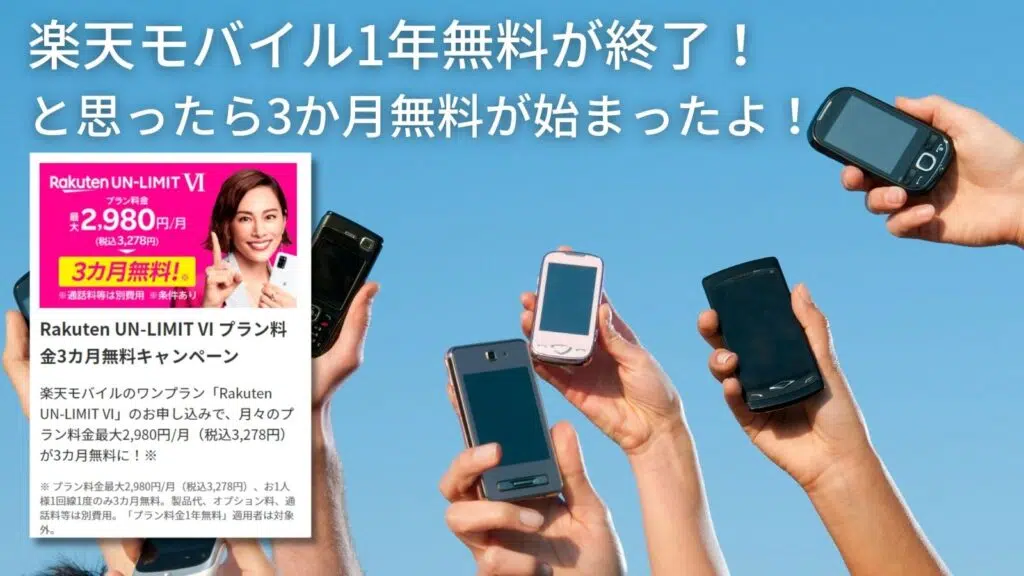 楽天モバイル1年無料が終了！
と思ったら3か月無料が始まったよ！
Rakuten UN-LIMIT VI
プラン料金
最大2,980円/月
(税込3,278円)
3カ月無料!※
※通話料等は別費用 ※条件あり
Rakuten UN-LIMIT VI プラン料
金3カ月無料キャンペーン
楽天モバイルのワンプラン「Rakuten
UN-LIMIT VI」のお申し込みで、月々のプ
ラン料金最大2,980円/月（税込3,278円）
が3カ月無料に！※
※ プラン料金最大2,980円/月（税込3,278円）、お1人
様1回線1度のみ3カ月無料。製品代、オプション料、通
話料等は別費用。「プラン料金1年無料」適用者は対象
外。